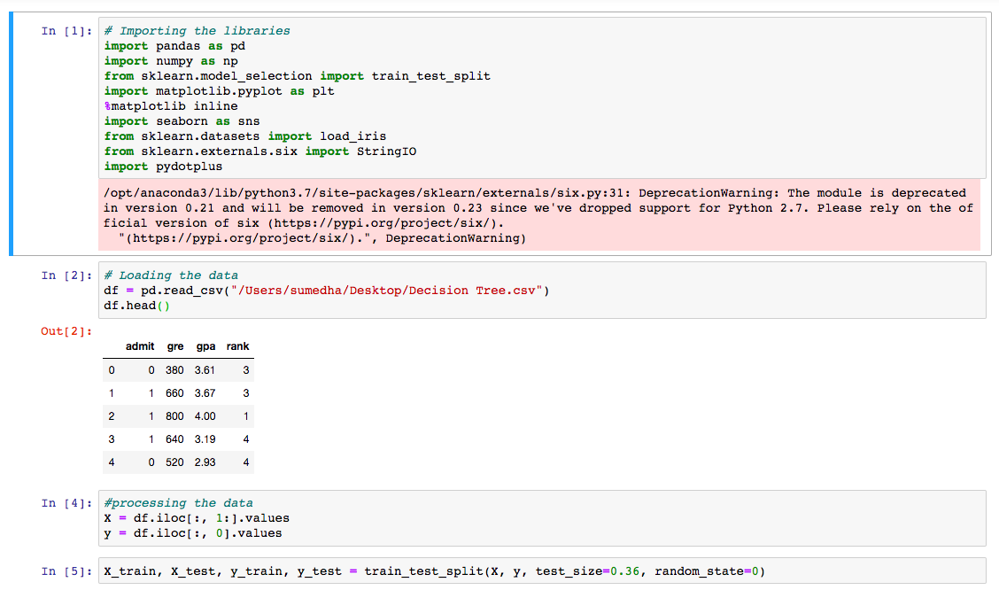 In [1]: # Importing the libraries
import pandas as pd
import numpy as np
from sklearn.model_selection import train_test_split
import matplotlib.pyplot as plt
%matplotlib inline
import seaborn as sns
from sklearn.datasets import load_iris
from sklearn.externals.six import StringIO
import pydotplus
/opt/anaconda3/lib/python3.7/site-packages/sklearn/externals/six.py:31: DeprecationWarning: The module is deprecated
in version 0.21 and will be removed in version 0.23 since we've dropped support for Python 2.7. Please rely on the of
ficial version of six (https://pypi.org/project/six/).
"(https://pypi.org/project/six/).", DeprecationWarning)
In [2]: # Loading the data
df = pd.read_csv("/Users/sumedha/Desktop/Decision Tree.csv")
df.head()
Out[2]:
admit gre gpa rank
0 0 380 3.61 3
1 1 660 3.67 3
2 1 800 4.00 1
3 1 640 3.19 4
4 0 520 2.93 4
In [4]: #processing the data
X = df.iloc[:, 1:].values
y = df.iloc[:, 0].values
In [5]: X_train, X_test, y_train, y_test = train_test_split(X, y, test_size=0.36, random_state=0)